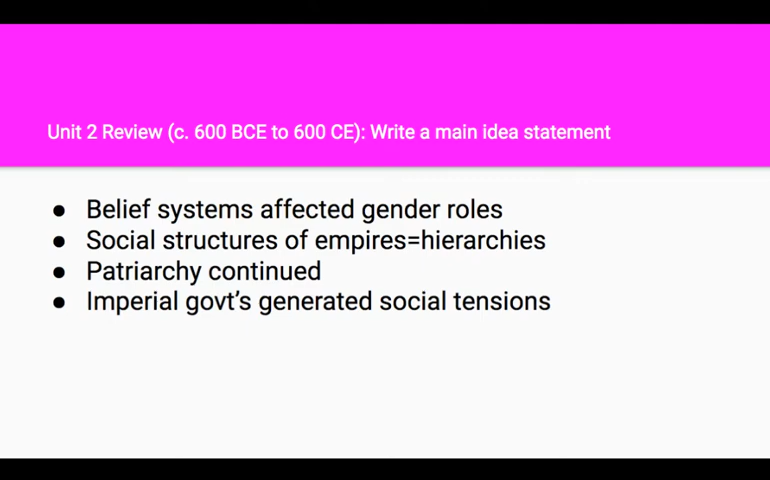 Unit 2 Review (c. 600 BCE to 600 CE): Write a main idea statement
● Belief systems affected gender roles
● Social structures of empires=hierarchies
● Patriarchy continued
● Imperial govt's generated social tensions